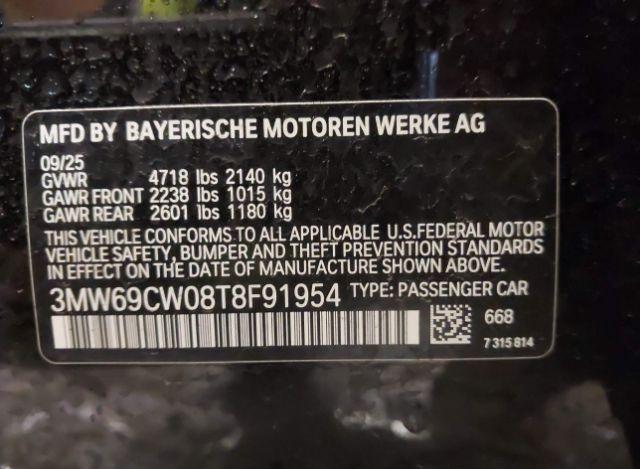 MFD BY BAYERISCHE MOTOREN WERKE AG
09/25
GVWR 4718 lbs 2140 kg
GAWR FRONT 2238 lbs 1015 kg
GAWR REAR 2601 lbs 1180 kg
THIS VEHICLE CONFORMS TO ALL APPLICABLE U.S.FEDERAL MOTOR
VEHICLE SAFETY, BUMPER AND THEFT PREVENTION STANDARDS
IN EFFECT ON THE DATE OF MANUFACTURE SHOWN ABOVE.
3MW69CW08T8F91954 TYPE: PASSENGER CAR
668
7 315 814